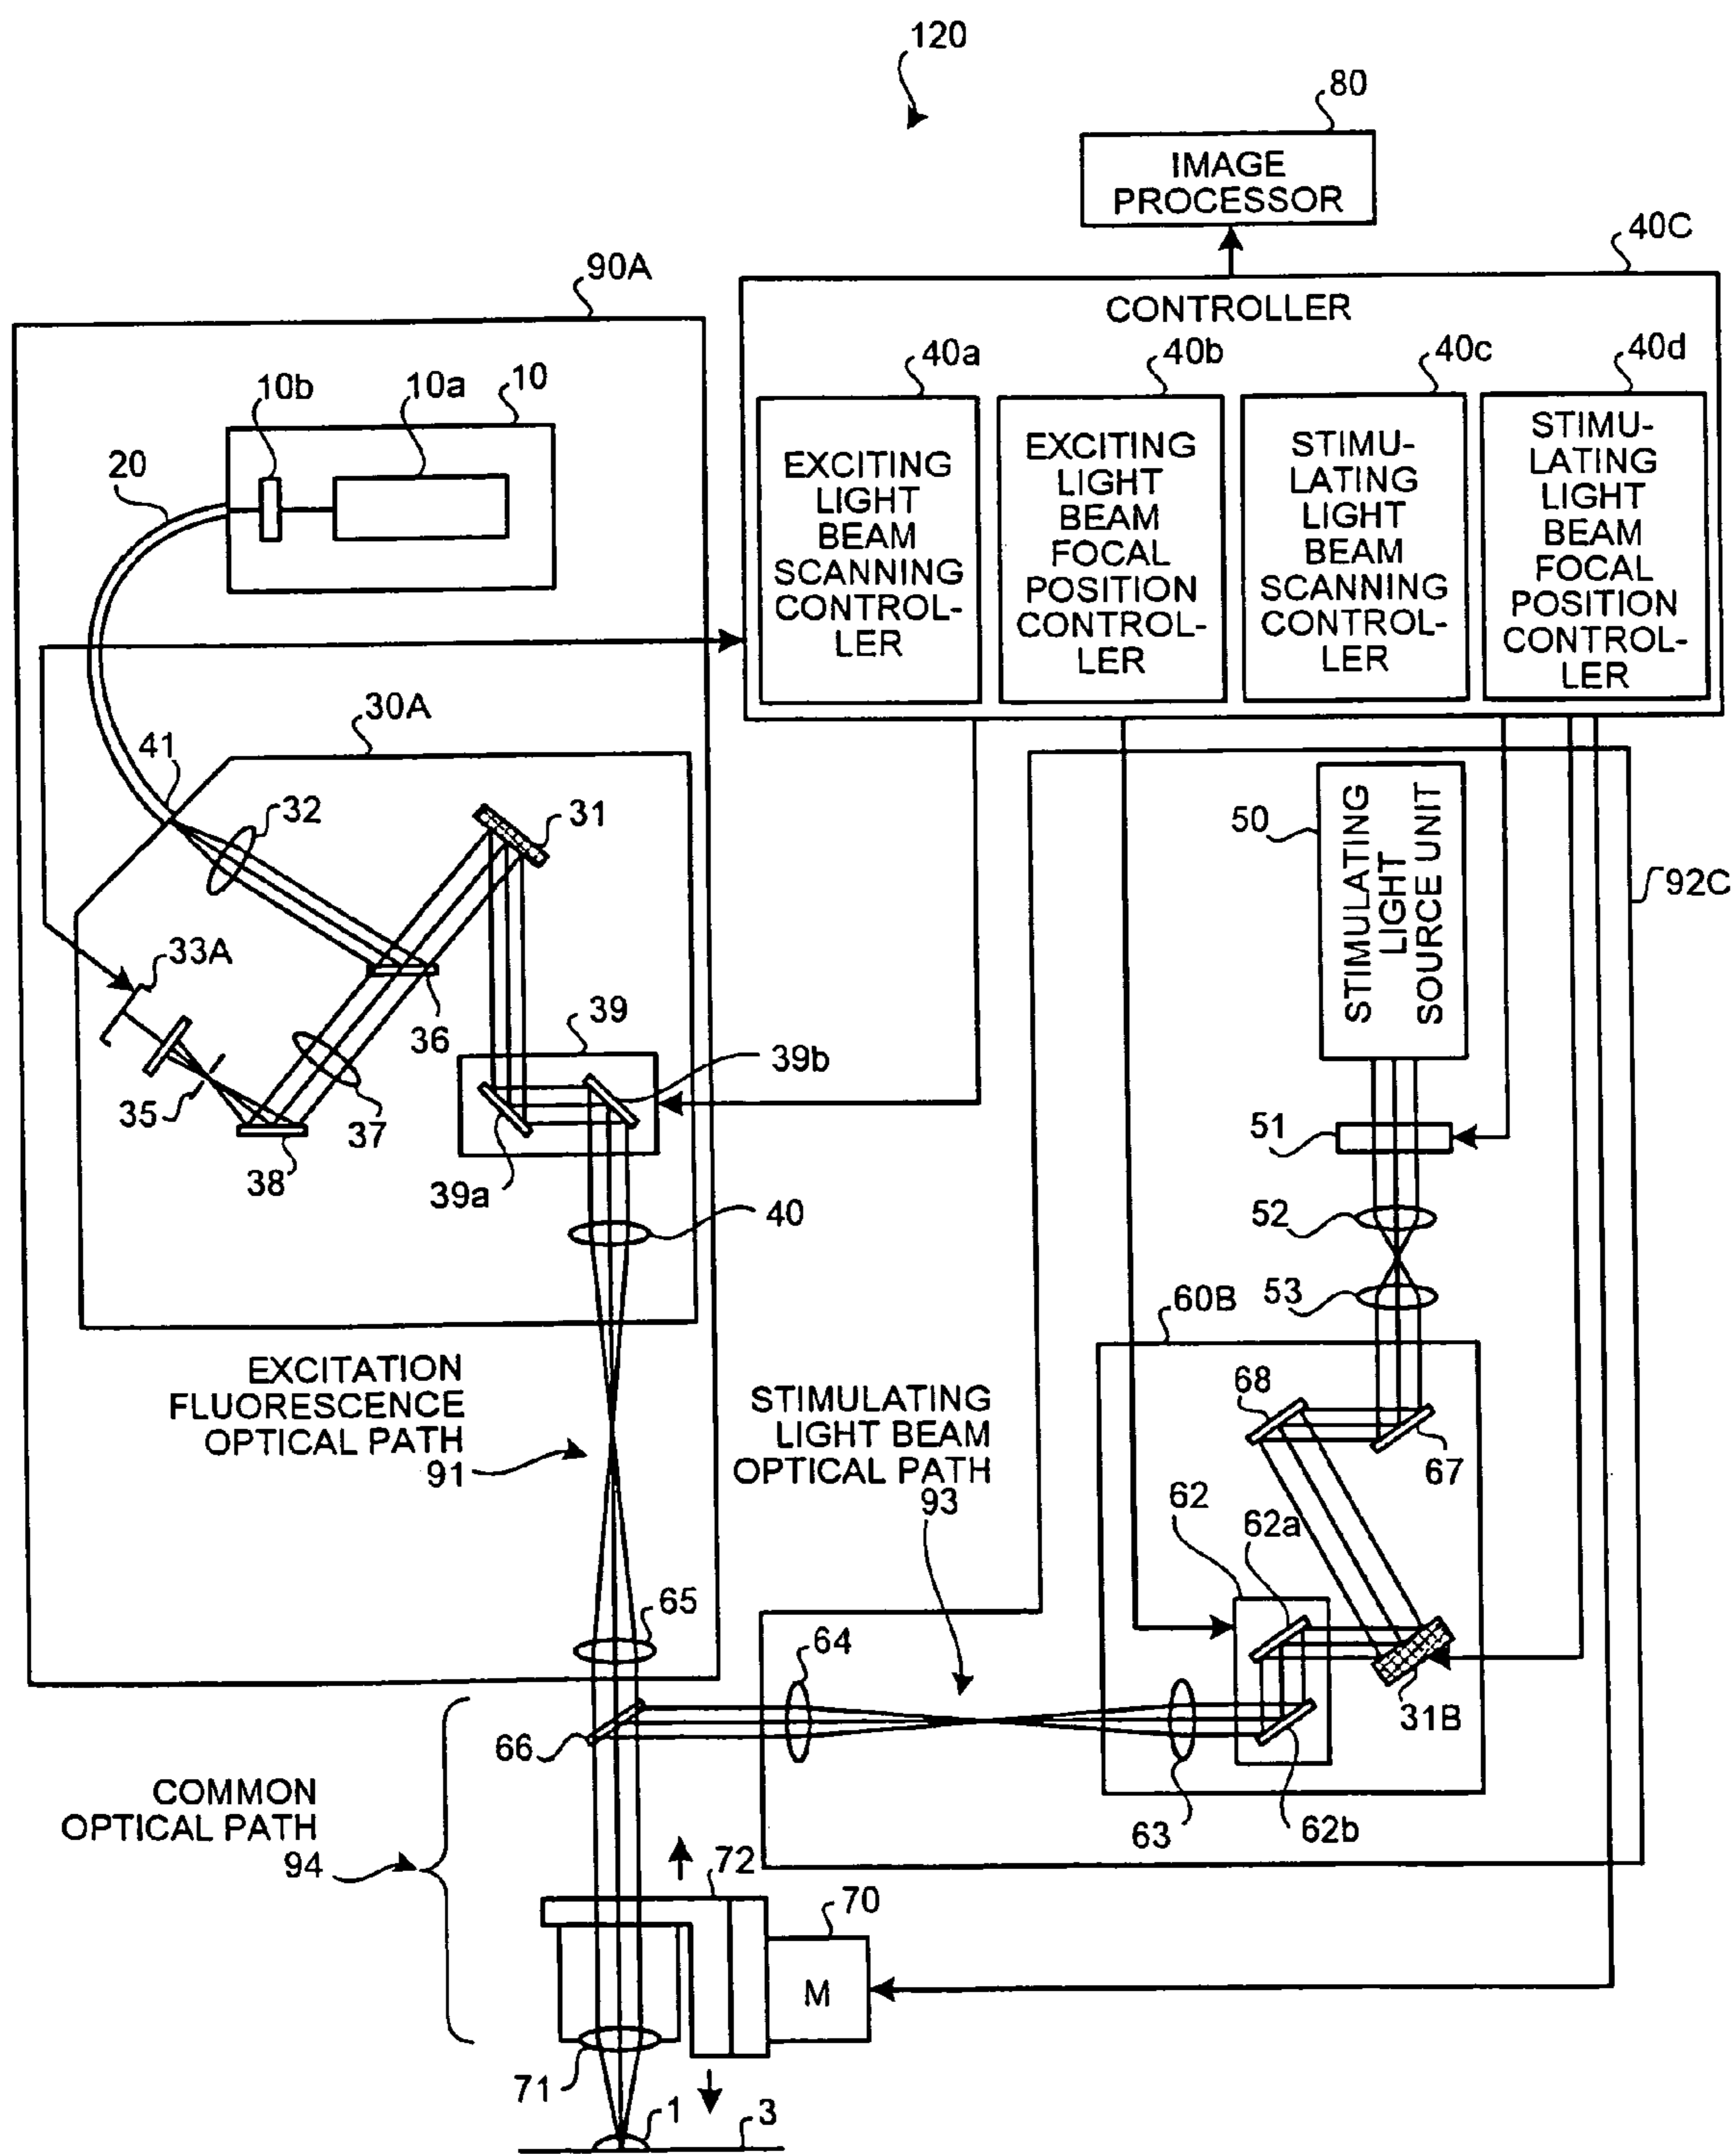 120
80
IMAGE
PROCESSOR
40C
CONTROLLER
90A
40a
40b
40c
40d
EXCITING
LIGHT
BEAM
SCANNING
CONTROL-
LER
EXCITING
LIGHT
BEAM
FOCAL
POSITION
CONTROL-
LER
STIMU-
LATING
LIGHT
BEAM
SCANNING
CONTROL-
LER
STIMU-
LATING
LIGHT
BEAM
FOCAL
POSITION
CONTROL-
LER
10b
10a
10
20
30A
41
32
31
33A
36
35
37
38
39
39b
39a
40
50
STIMULATING
LIGHT
SOURCE UNIT
92C
51
52
53
60B
EXCITATION
FLUORESCENCE
OPTICAL PATH
91
STIMULATING
LIGHT BEAM
OPTICAL PATH
93
68
67
62
62a
65
64
66
31B
63
62b
COMMON
OPTICAL PATH
94
72
70
M
71
1
3